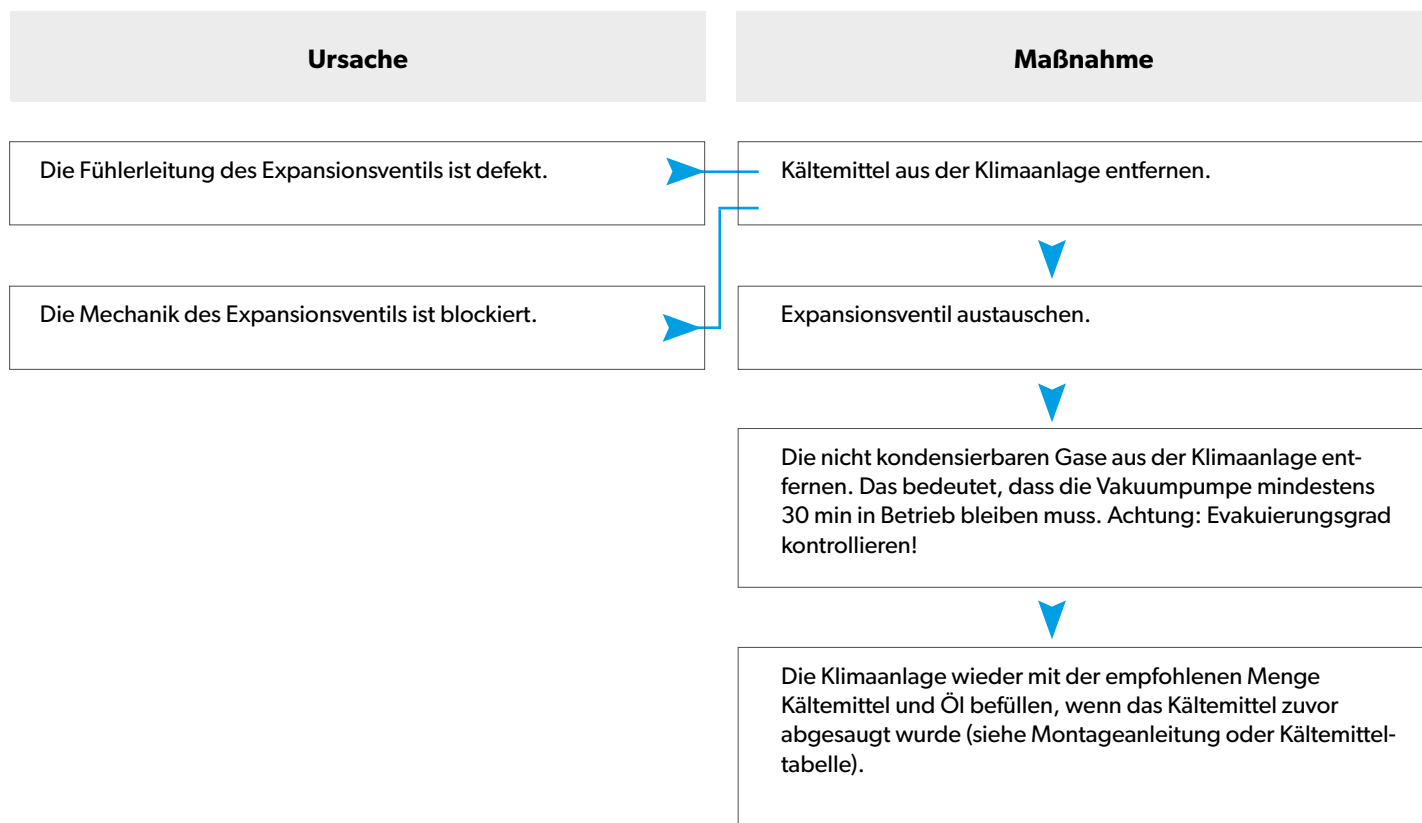 Ursache
Maßnahme
Die Fühlerleitung des Expansionsventils ist defekt.
Kältemittel aus der Klimaanlage entfernen.
Die Mechanik des Expansionsventils ist blockiert.
Expansionsventil austauschen.
Die nicht kondensierbaren Gase aus der Klimaanlage ent-
fernen. Das bedeutet, dass die Vakuumpumpe mindestens
30 min in Betrieb bleiben muss. Achtung: Evakuierungsgrad
kontrollieren!
Die Klimaanlage wieder mit der empfohlenen Menge
Kältemittel und Öl befüllen, wenn das Kältemittel zuvor
abgesaugt wurde (siehe Montageanleitung oder Kältemittel-
tabelle).